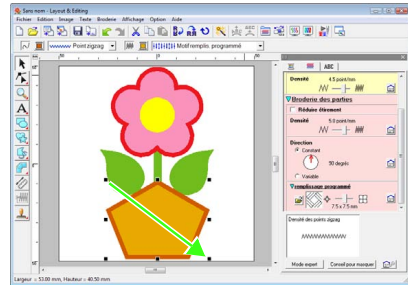 Sans nom - Layout & Editing
Fichier Edition Image Texte Broderie Affichage Option Aide
Point zigzag
Motif rempliss. programmé
ABC
Densité 4.5 point/mm
Broderie des parties
Réduire étirement
Densité 5.0 point/mm
Direction
Constant
90 degrés
Variable
remplissage programmé
7.5 x 7.5 mm
Densité des points zigzag
Mode expert Conseil pour masquer
Largeur = 53.00 mm, Hauteur = 40.50 mm